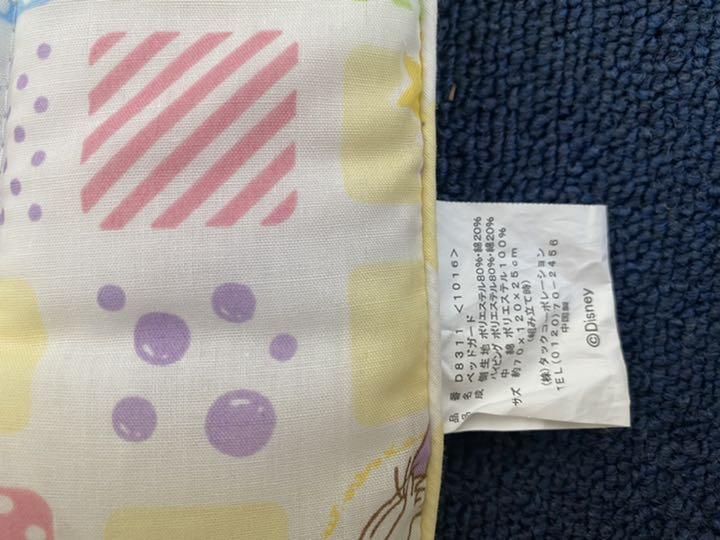 品 番 D8311 <1016>
品 名 ベッドガード
組 成 側生地 ポリエステル80%・綿20%
パイピング ポリエステル80%・綿20%
中 綿 ポリエステル100%
サイズ 約70×120×25cm
(組み立て時)
(株)タックコーポレーション
TEL(0120)70-2456
中国製
©Disney